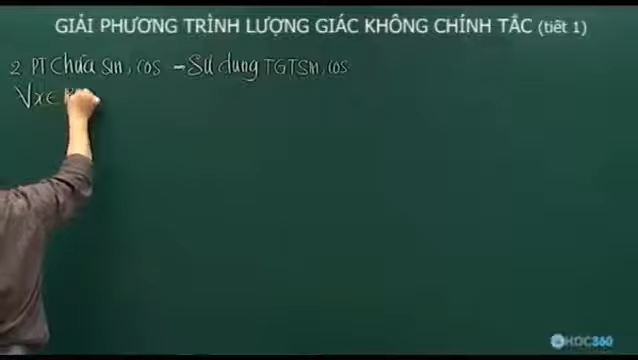 GIẢI PHƯƠNG TRÌNH LƯỢNG GIÁC KHÔNG CHÍNH TẮC (tiết 1)
2. PT chứa sin, cos - Sử dụng TGT sin, cos
∀x∈
HOC360